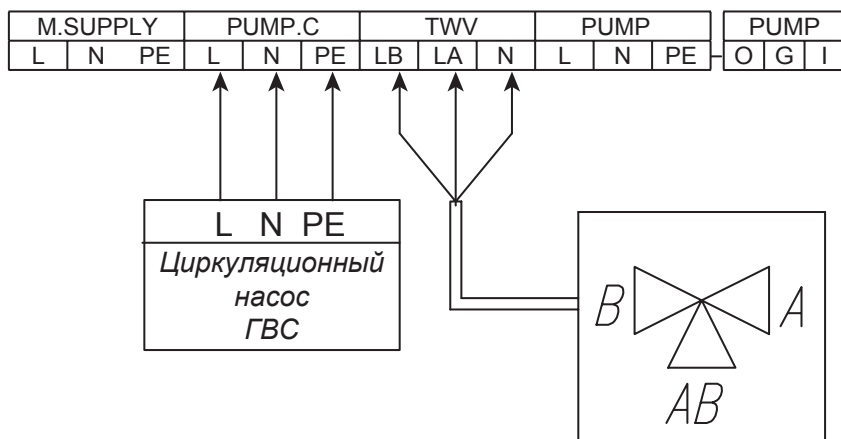 M.SUPPLY PUMP.C TWV PUMP PUMP
L N PE L N PE LB LA N L N PE O G I
L N PE
Циркуляционный
насос
ГВС
B A
AB